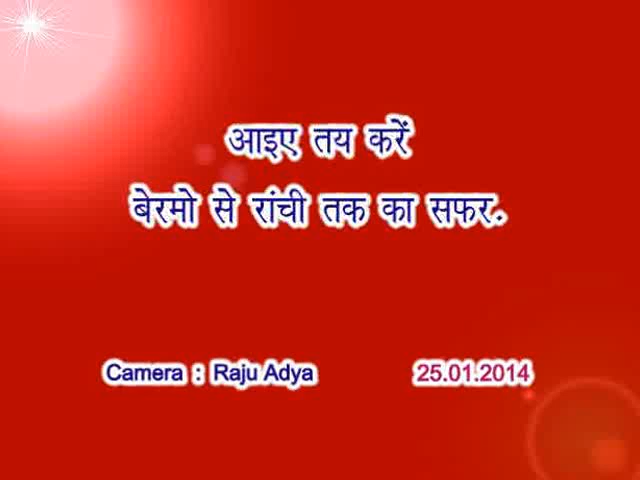 आइए तय करें
बेरमो से रांची तक का सफर.
Camera : Raju Adya 25.01.2014